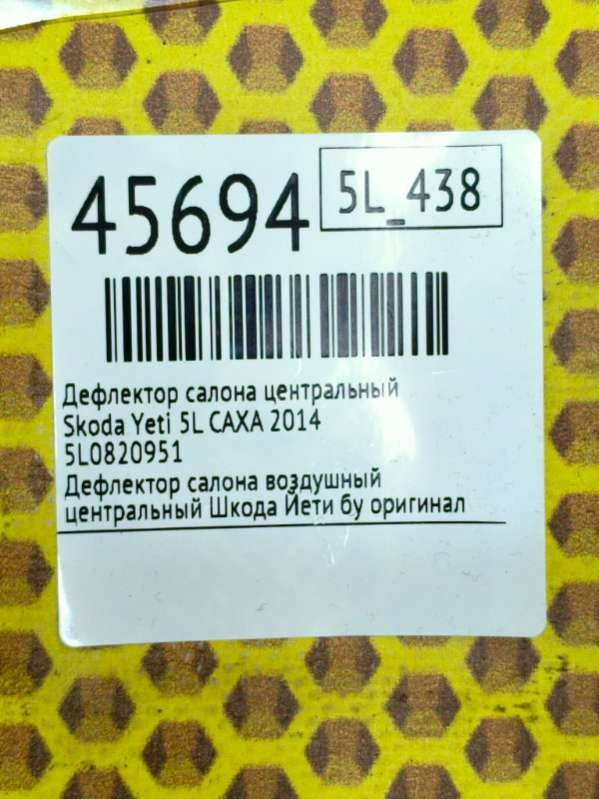 45694
5L_438
Дефлектор салона центральный
Skoda Yeti 5L CAXA 2014
5L0820951
Дефлектор салона воздушный
центральный Шкода Йети бу оригинал